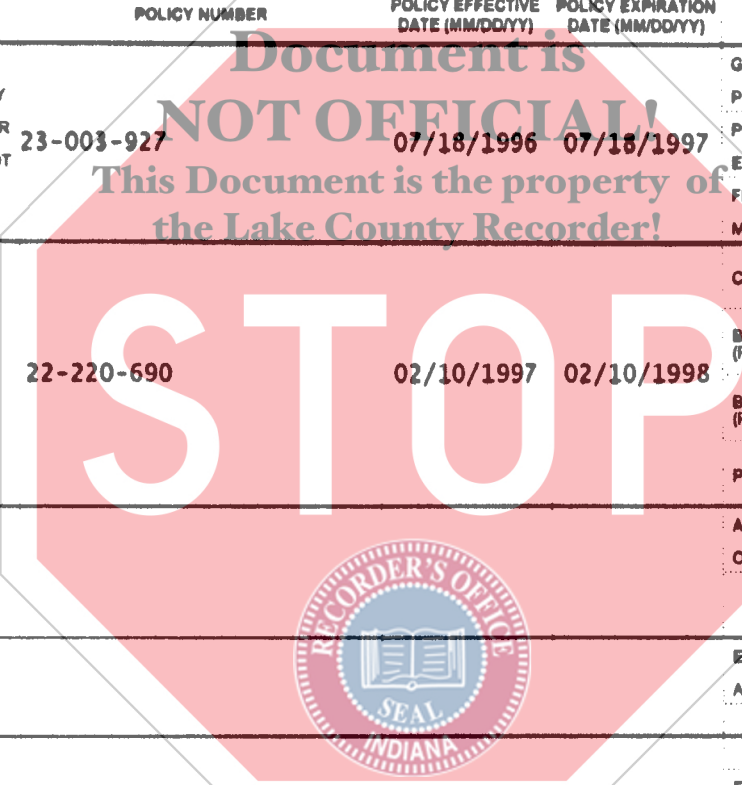 POLICY NUMBER
POLICY EFFECTIVE DATE (MM/DD/YY)
POLICY EXPIRATION DATE (MM/DD/YY)
Document is
NOT OFFICIAL!
23-003-927 07/18/1996 07/18/1997
This Document is the property of
the Lake County Recorder!
STOP
22-220-690 02/10/1997 02/10/1998
RECORDER'S OFFICE
SEAL
INDIANA